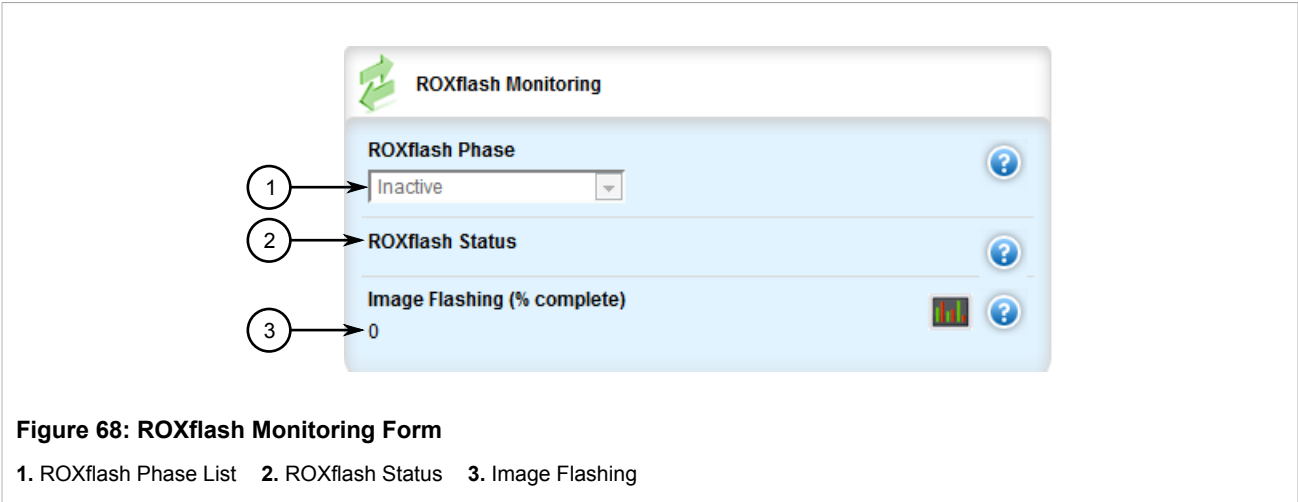 ROXflash Monitoring
ROXflash Phase
1
Inactive
2
ROXflash Status
Image Flashing (% complete)
3
0
Figure 68: ROXflash Monitoring Form
1. ROXflash Phase List 2. ROXflash Status 3. Image Flashing